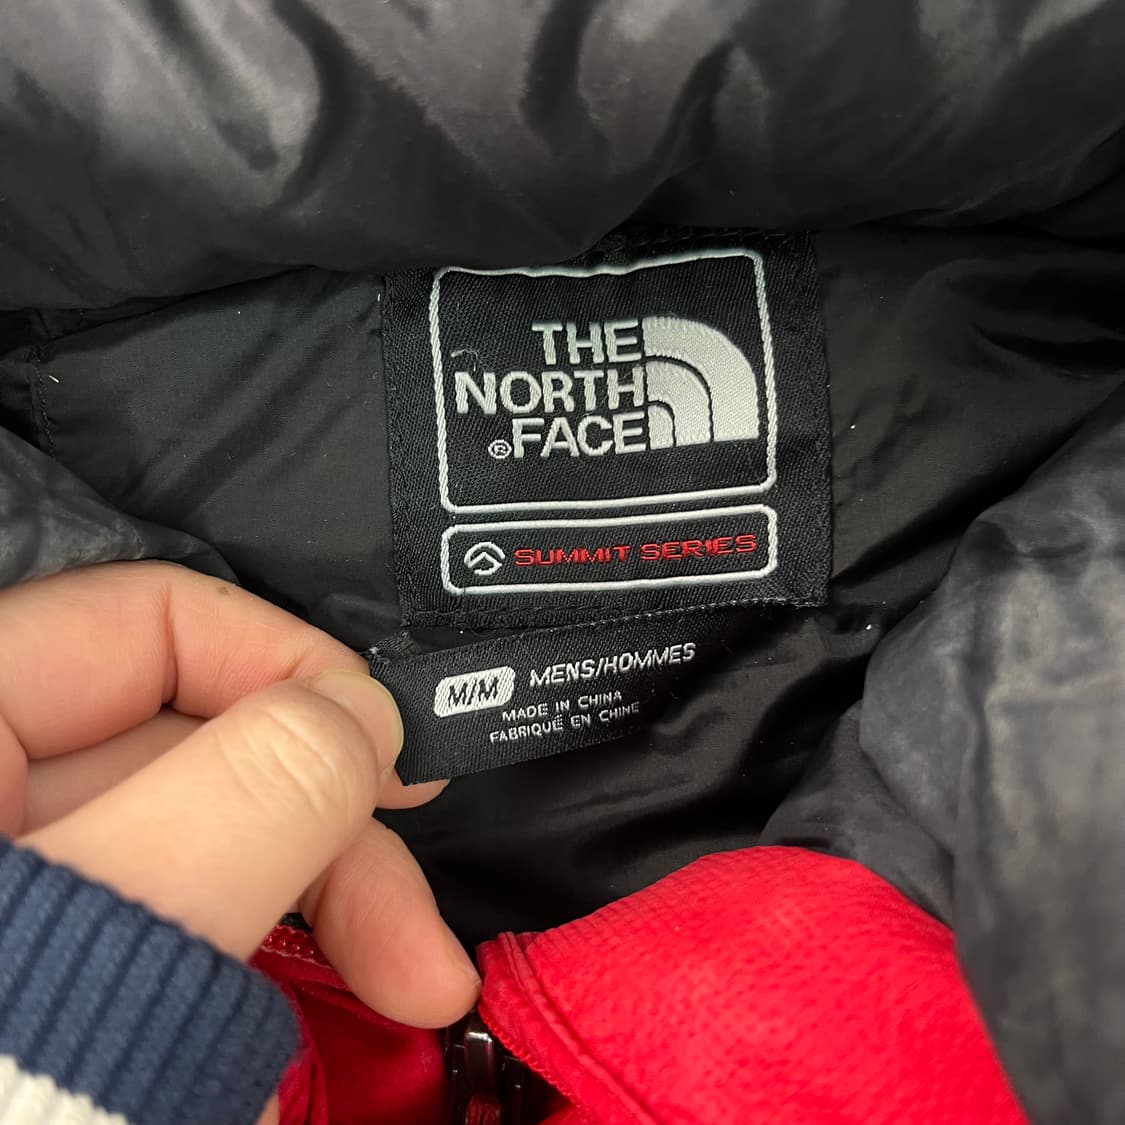 THE
NORTH
®FACE
SUMMIT SERIES
M/M MENS/HOMMES
MADE IN CHINA
FABRIQUÉ EN CHINE